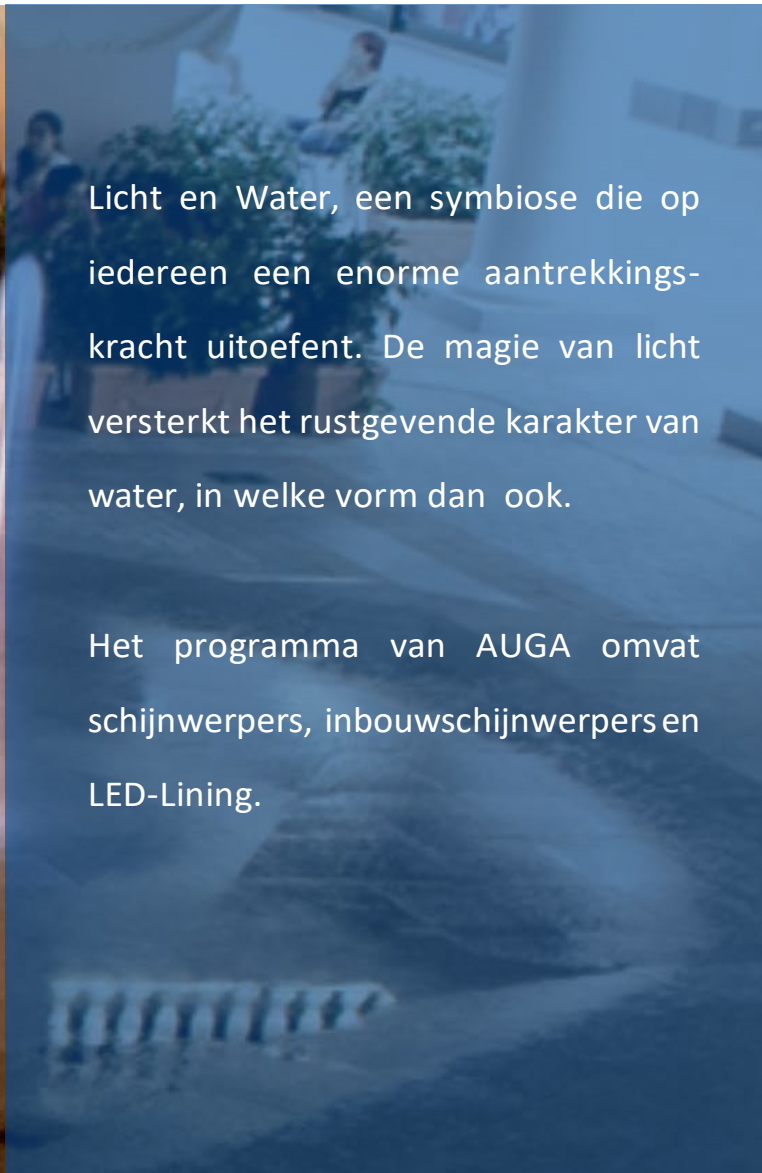 Licht en Water, een symbiose die op
iedereen een enorme aantrekkings-
kracht uitoefent. De magie van licht
versterkt het rustgevende karakter van
water, in welke vorm dan ook.
Het programma van AUGA omvat
schijnwerpers, inbouwschijnwerpers en
LED-Lining.